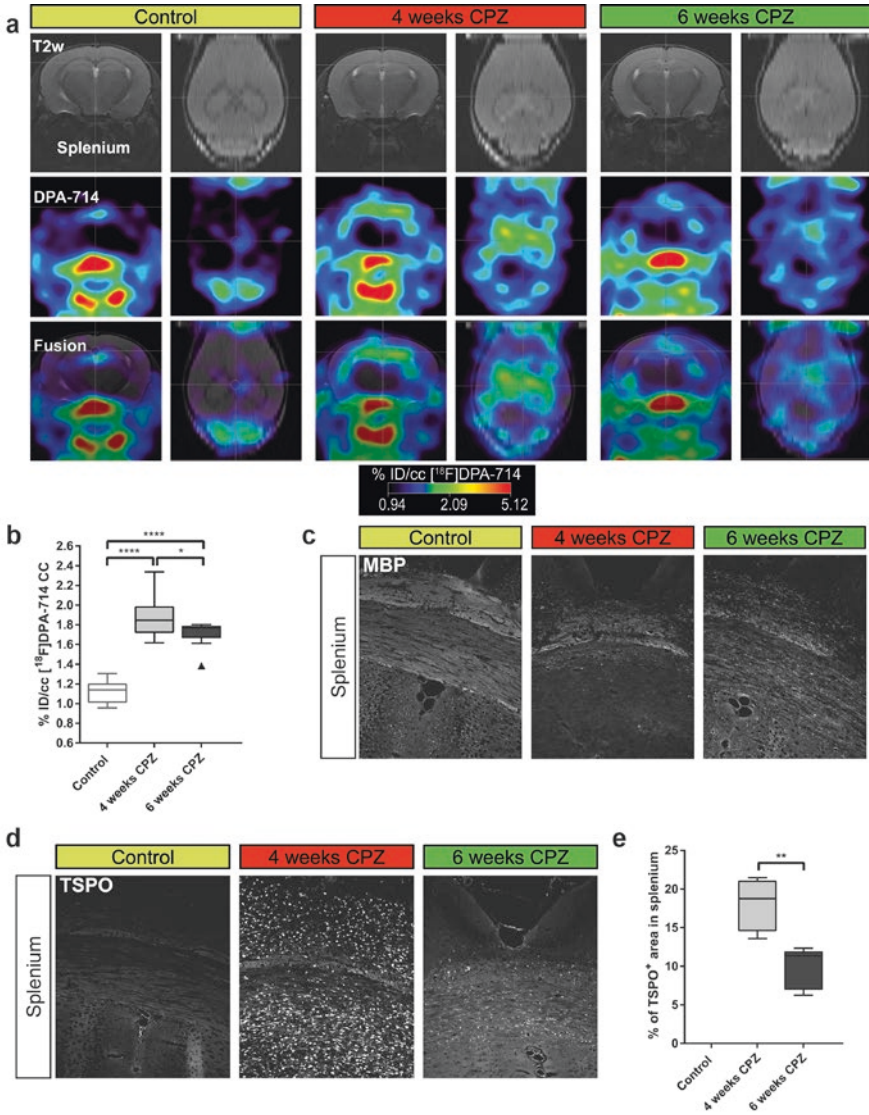 a
Control 4 weeks CPZ 6 weeks CPZ
T2w
Splenium
DPA-714
Fusion
% ID/cc [¹⁸F]DPA-714
0.94 2.09 5.12
b
% ID/cc [¹⁸F]DPA-714 CC
2.6
2.4
2.2
2.0
1.8
1.6
1.4
1.2
1.0
0.8
0.6
****
**** *
Control 4 weeks CPZ 6 weeks CPZ
c
Control 4 weeks CPZ 6 weeks CPZ
Splenium
MBP
d
Control 4 weeks CPZ 6 weeks CPZ
Splenium
TSPO
e
% of TSPO⁺ area in splenium
25
20
15
10
5
0
**
Control 4 weeks CPZ 6 weeks CPZ